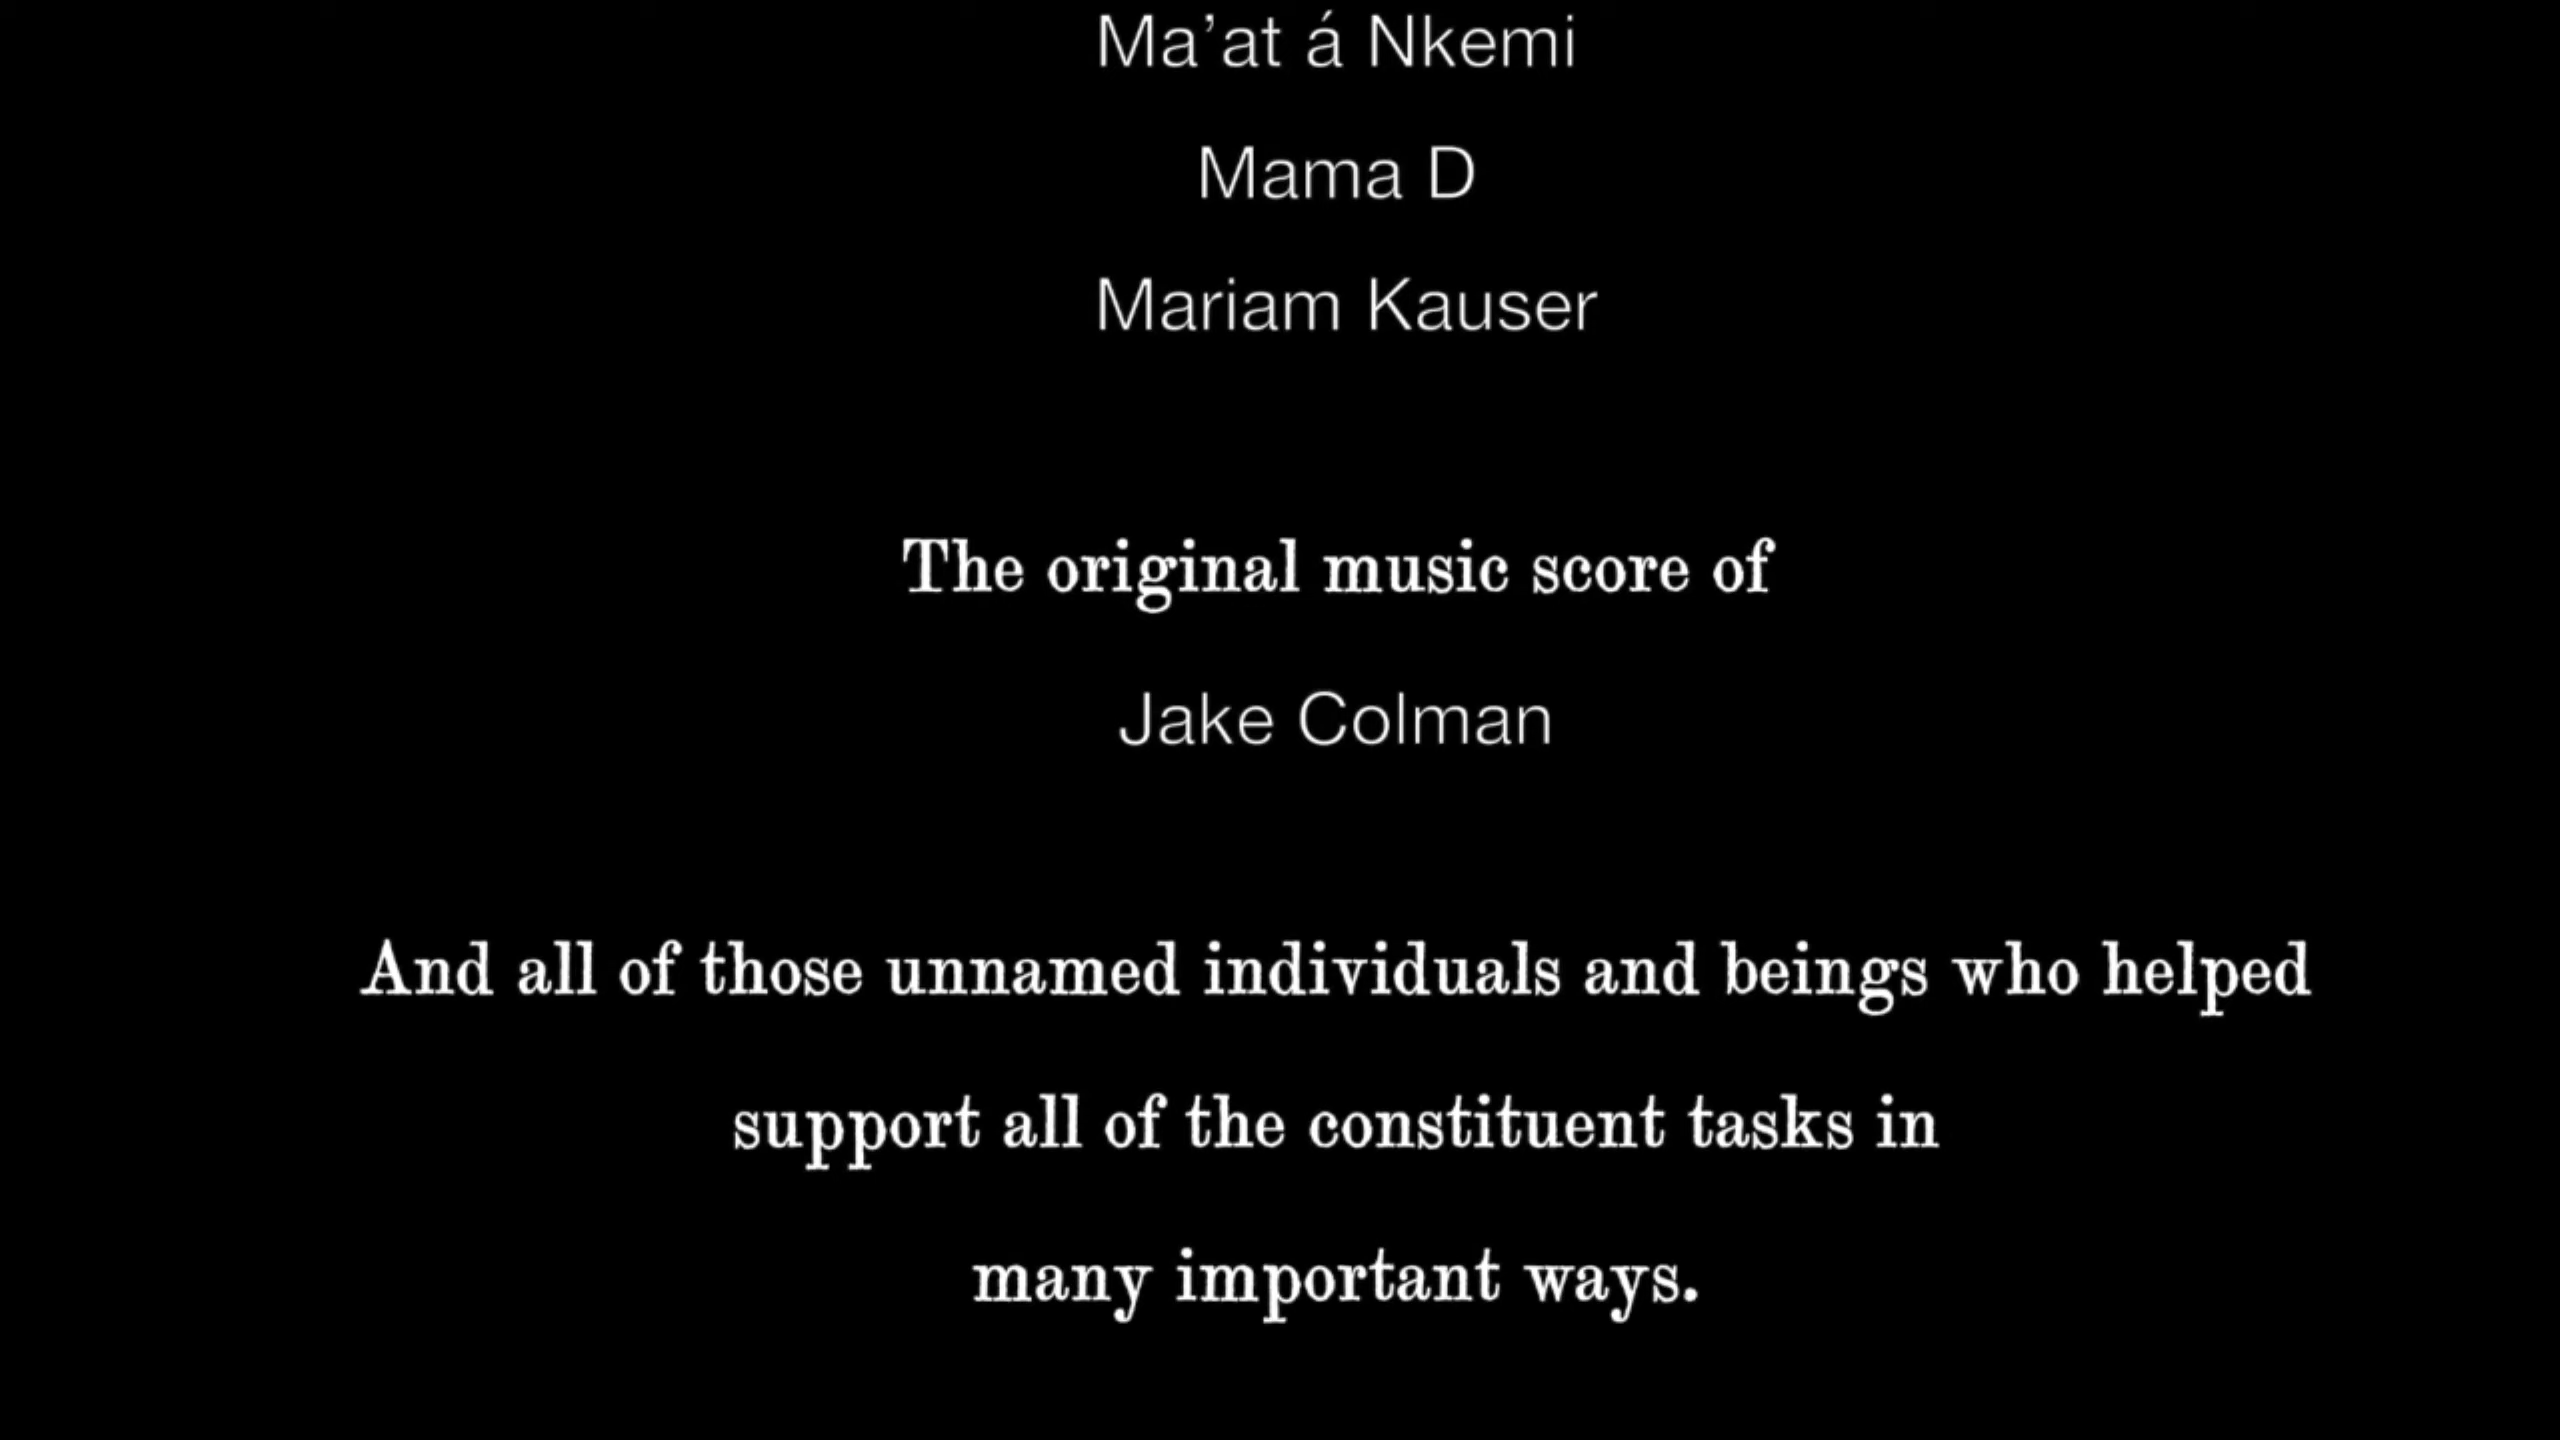 Ma’at á Nkemi
Mama D
Mariam Kauser
The original music score of
Jake Colman
And all of those unnamed individuals and beings who helped
support all of the constituent tasks in
many important ways.